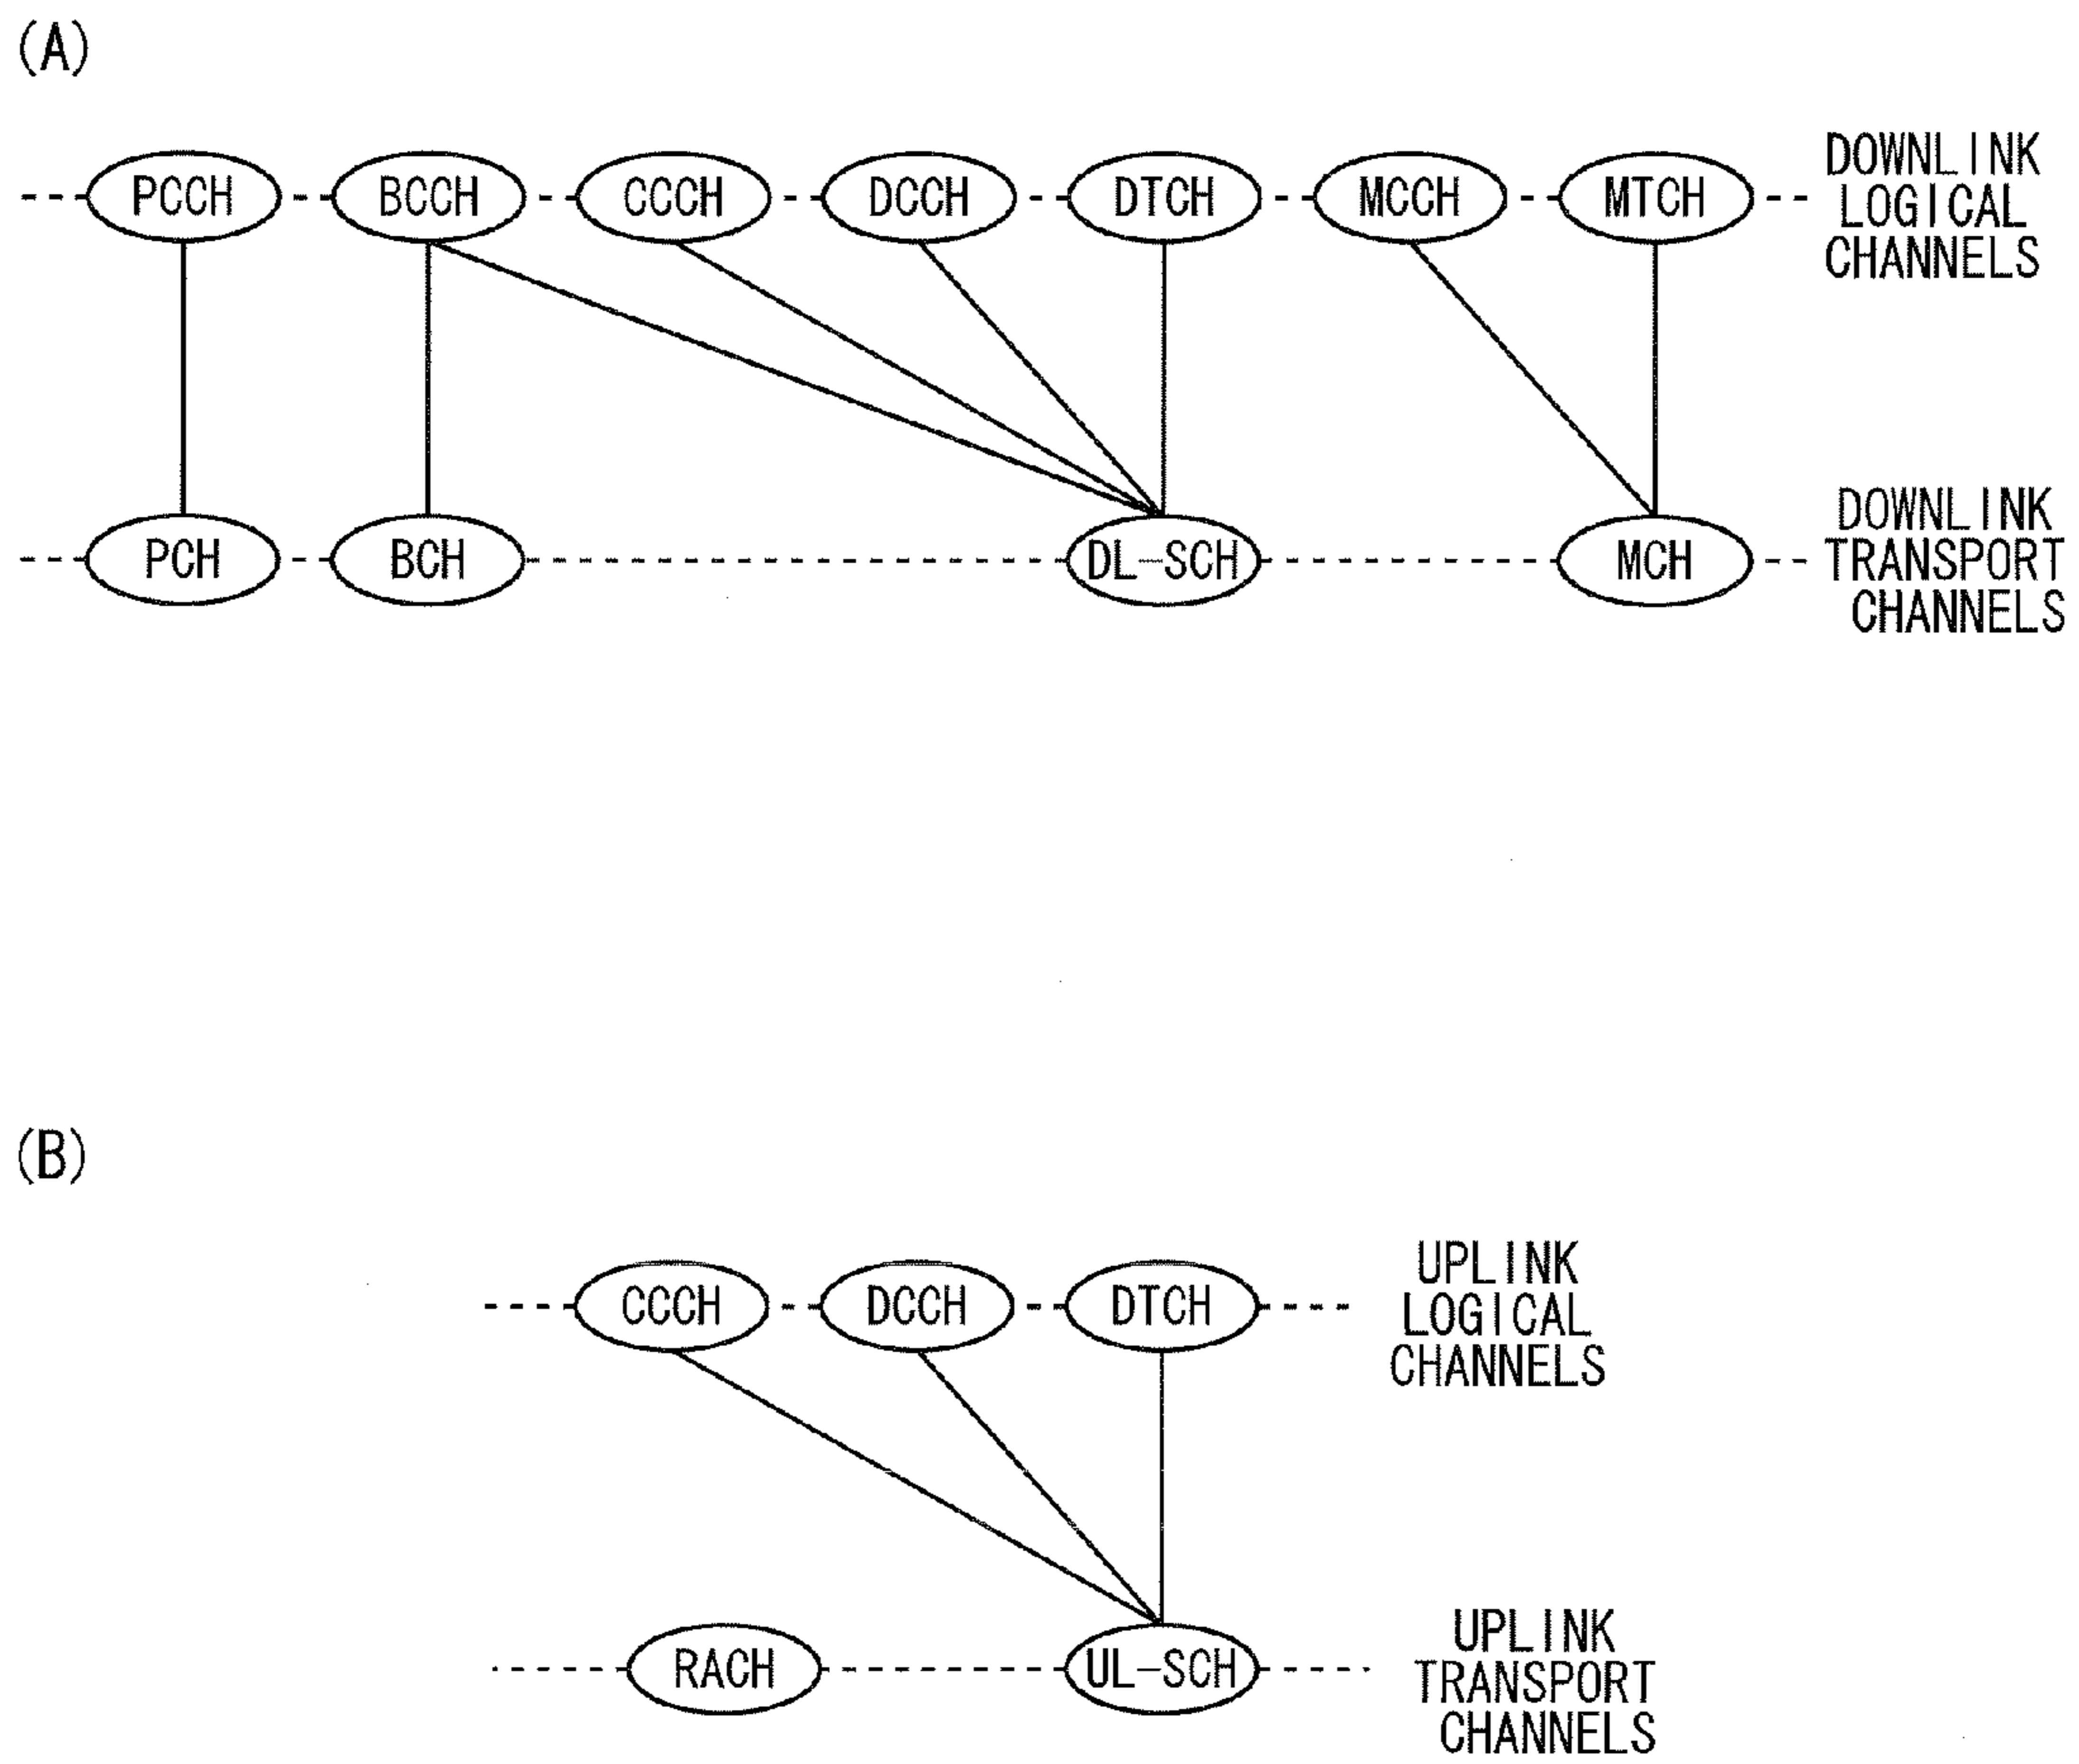 (A)
PCCH BCCH CCCH DCCH DTCH MCCH MTCH
DOWNLINK
LOGICAL
CHANNELS
PCH BCH DL-SCH MCH
DOWNLINK
TRANSPORT
CHANNELS
(B)
CCCH DCCH DTCH
UPLINK
LOGICAL
CHANNELS
RACH UL-SCH
UPLINK
TRANSPORT
CHANNELS